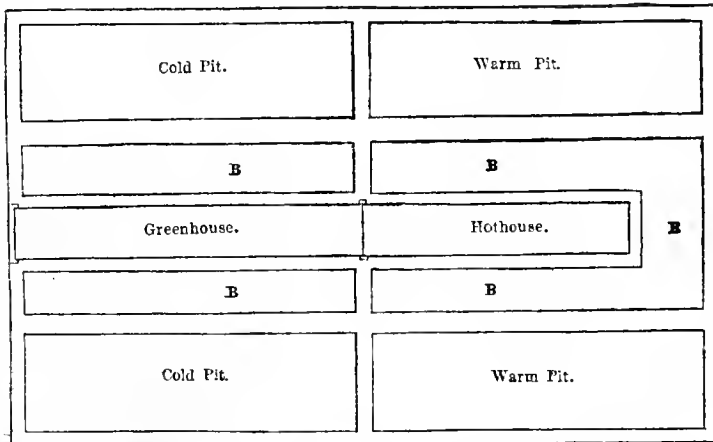 Cold Pit.
Warm Pit.
B
B
Greenhouse.
Hothouse.
B
B
B
Cold Pit.
Warm Pit.